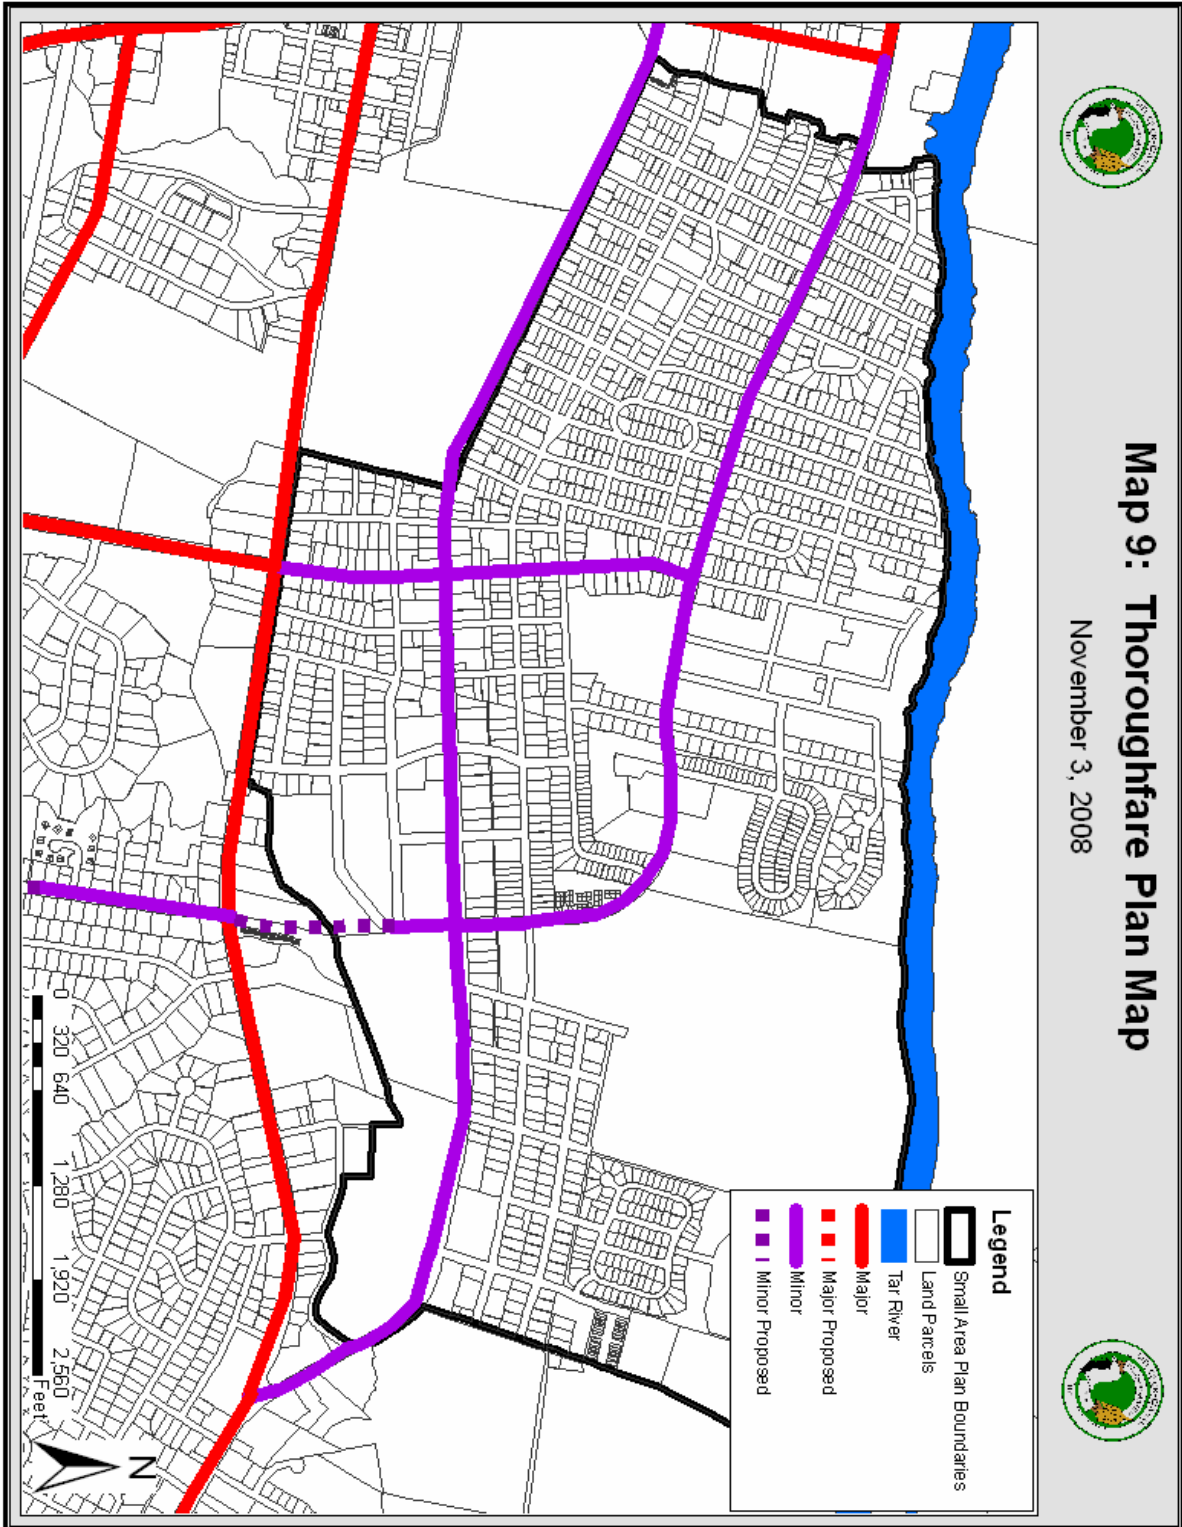 Map 9: Thoroughfare Plan Map
November 3, 2008
Legend
Small Area Plan Boundaries
Land Parcels
Tar River
Major
Major Proposed
Minor
Minor Proposed
0 320 640 1,280 1,920 2,560
Feet
N